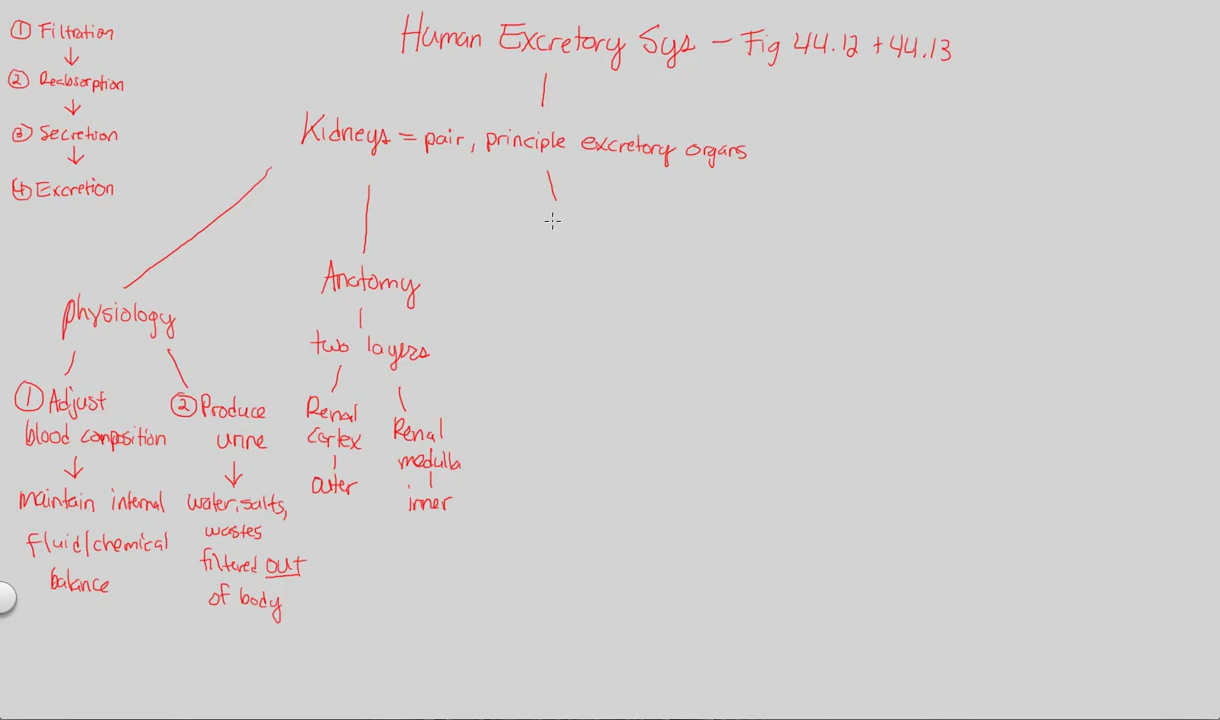 Human Excretory Sys - Fig 44.12 + 44.13
① Filtration
↓
② Reabsorption
↓
③ Secretion
↓
④ Excretion
Kidneys = pair, principle excretory organs
Physiology
① Adjust
blood composition
↓
maintain internal
fluid/chemical
balance
② Produce
urine
↓
water, salts,
wastes
filtered OUT
of body
Anatomy
two layers
Renal
Cortex
outer
Renal
medulla
inner